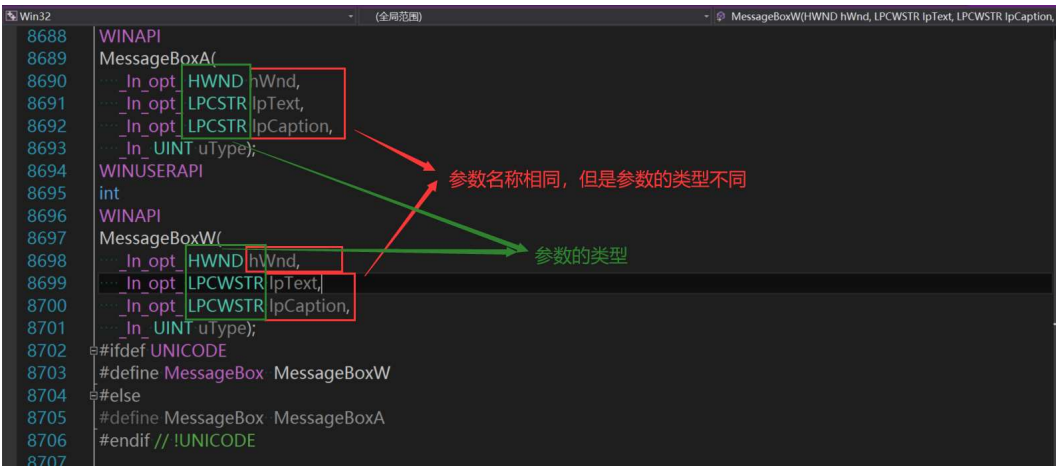 Win32 (全局范围) MessageBoxW(HWND hWnd, LPCWSTR lpText, LPCWSTR lpCaption,
8688 WINAPI
8689 MessageBoxA(
8690 _In_opt_ HWND hWnd,
8691 _In_opt_ LPCSTR lpText,
8692 _In_opt_ LPCSTR lpCaption,
8693 _In_ UINT uType);
8694 WINUSERAPI
参数名称相同，但是参数的类型不同
8695 int
8696 WINAPI
8697 MessageBoxW(
8698 _In_opt_ HWND hWnd,
参数的类型
8699 _In_opt_ LPCWSTR lpText,
8700 _In_opt_ LPCWSTR lpCaption,
8701 _In_ UINT uType);
8702 #ifdef UNICODE
8703 #define MessageBox MessageBoxW
8704 #else
8705 #define MessageBox MessageBoxA
8706 #endif // !UNICODE
8707